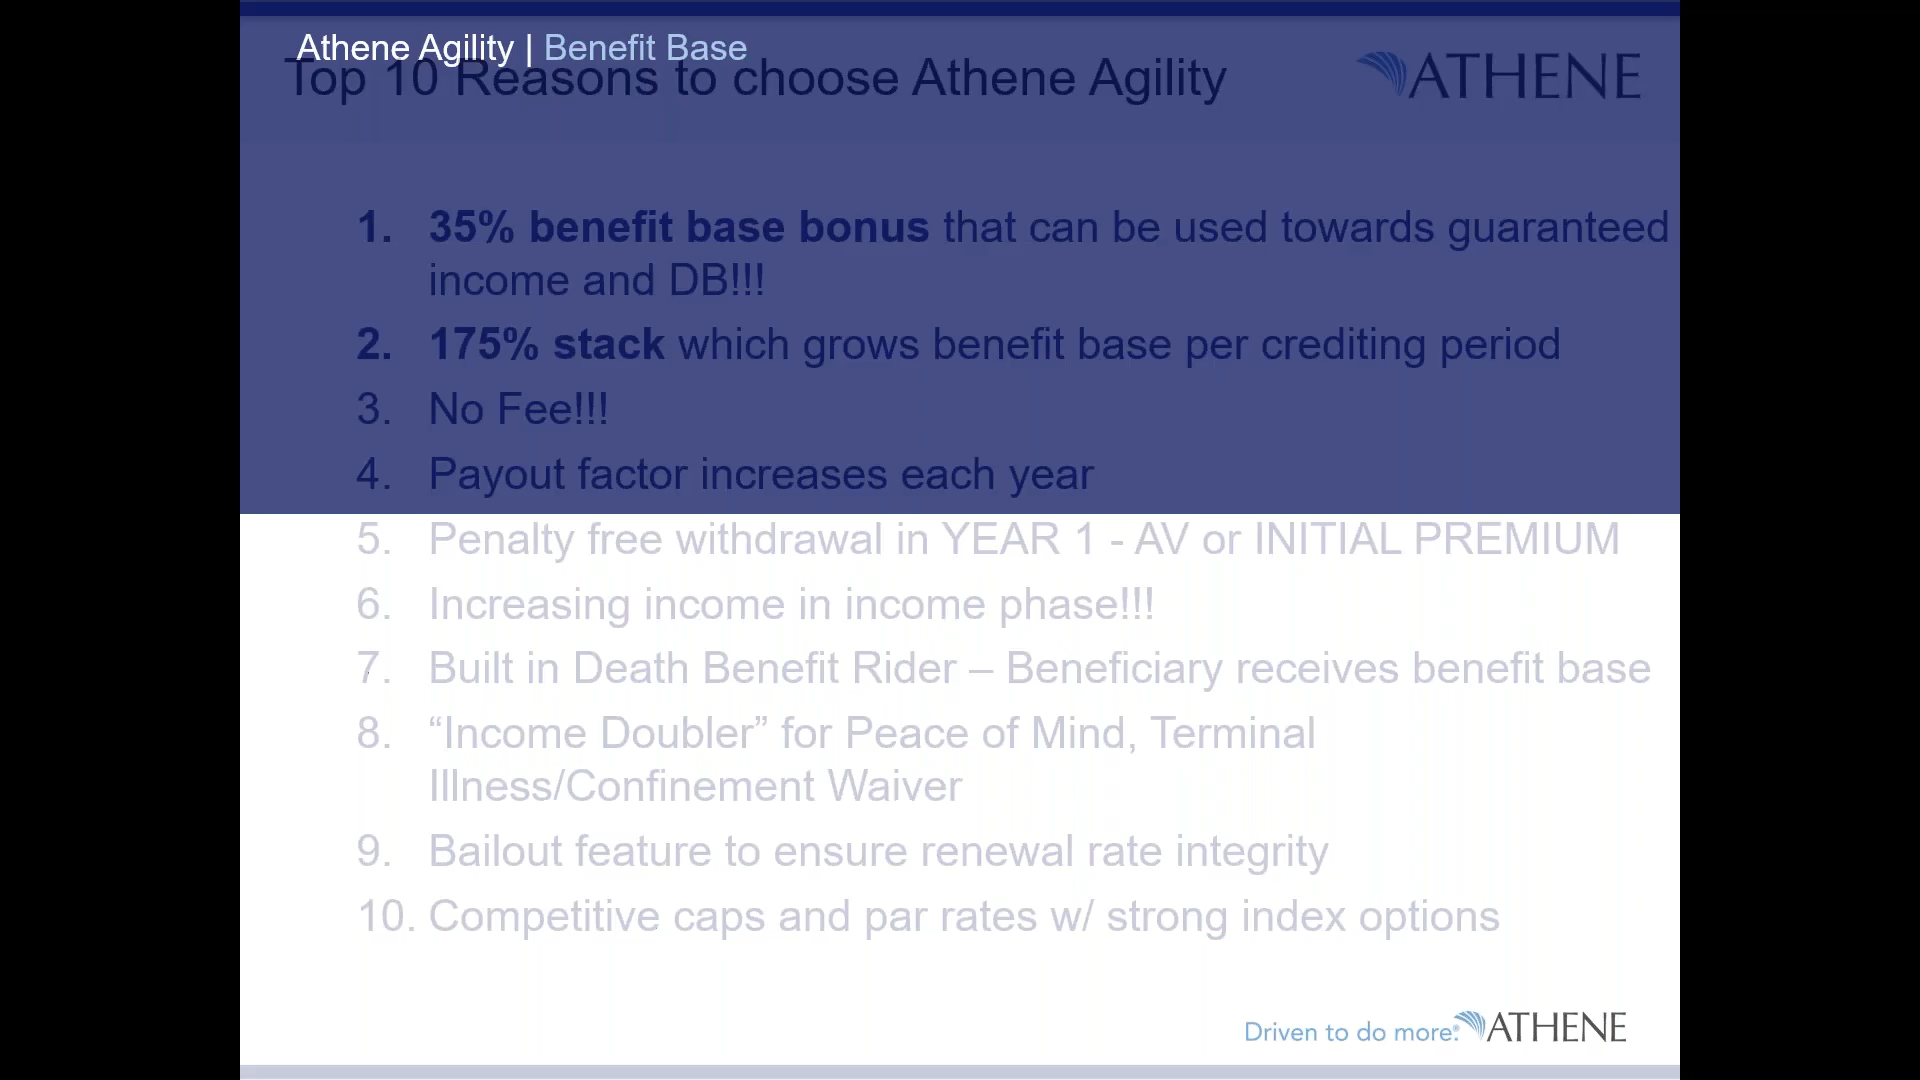 Athene Agility | Benefit Base
Top 10 Reasons to choose Athene Agility
ATHENE
1. 35% benefit base bonus that can be used towards guaranteed
income and DB!!!
2. 175% stack which grows benefit base per crediting period
3. No Fee!!!
4. Payout factor increases each year
5. Penalty free withdrawal in YEAR 1 - AV or INITIAL PREMIUM
6. Increasing income in income phase!!!
7. Built in Death Benefit Rider – Beneficiary receives benefit base
8. “Income Doubler” for Peace of Mind, Terminal
Illness/Confinement Waiver
9. Bailout feature to ensure renewal rate integrity
10. Competitive caps and par rates w/ strong index options
Driven to do more.® ATHENE